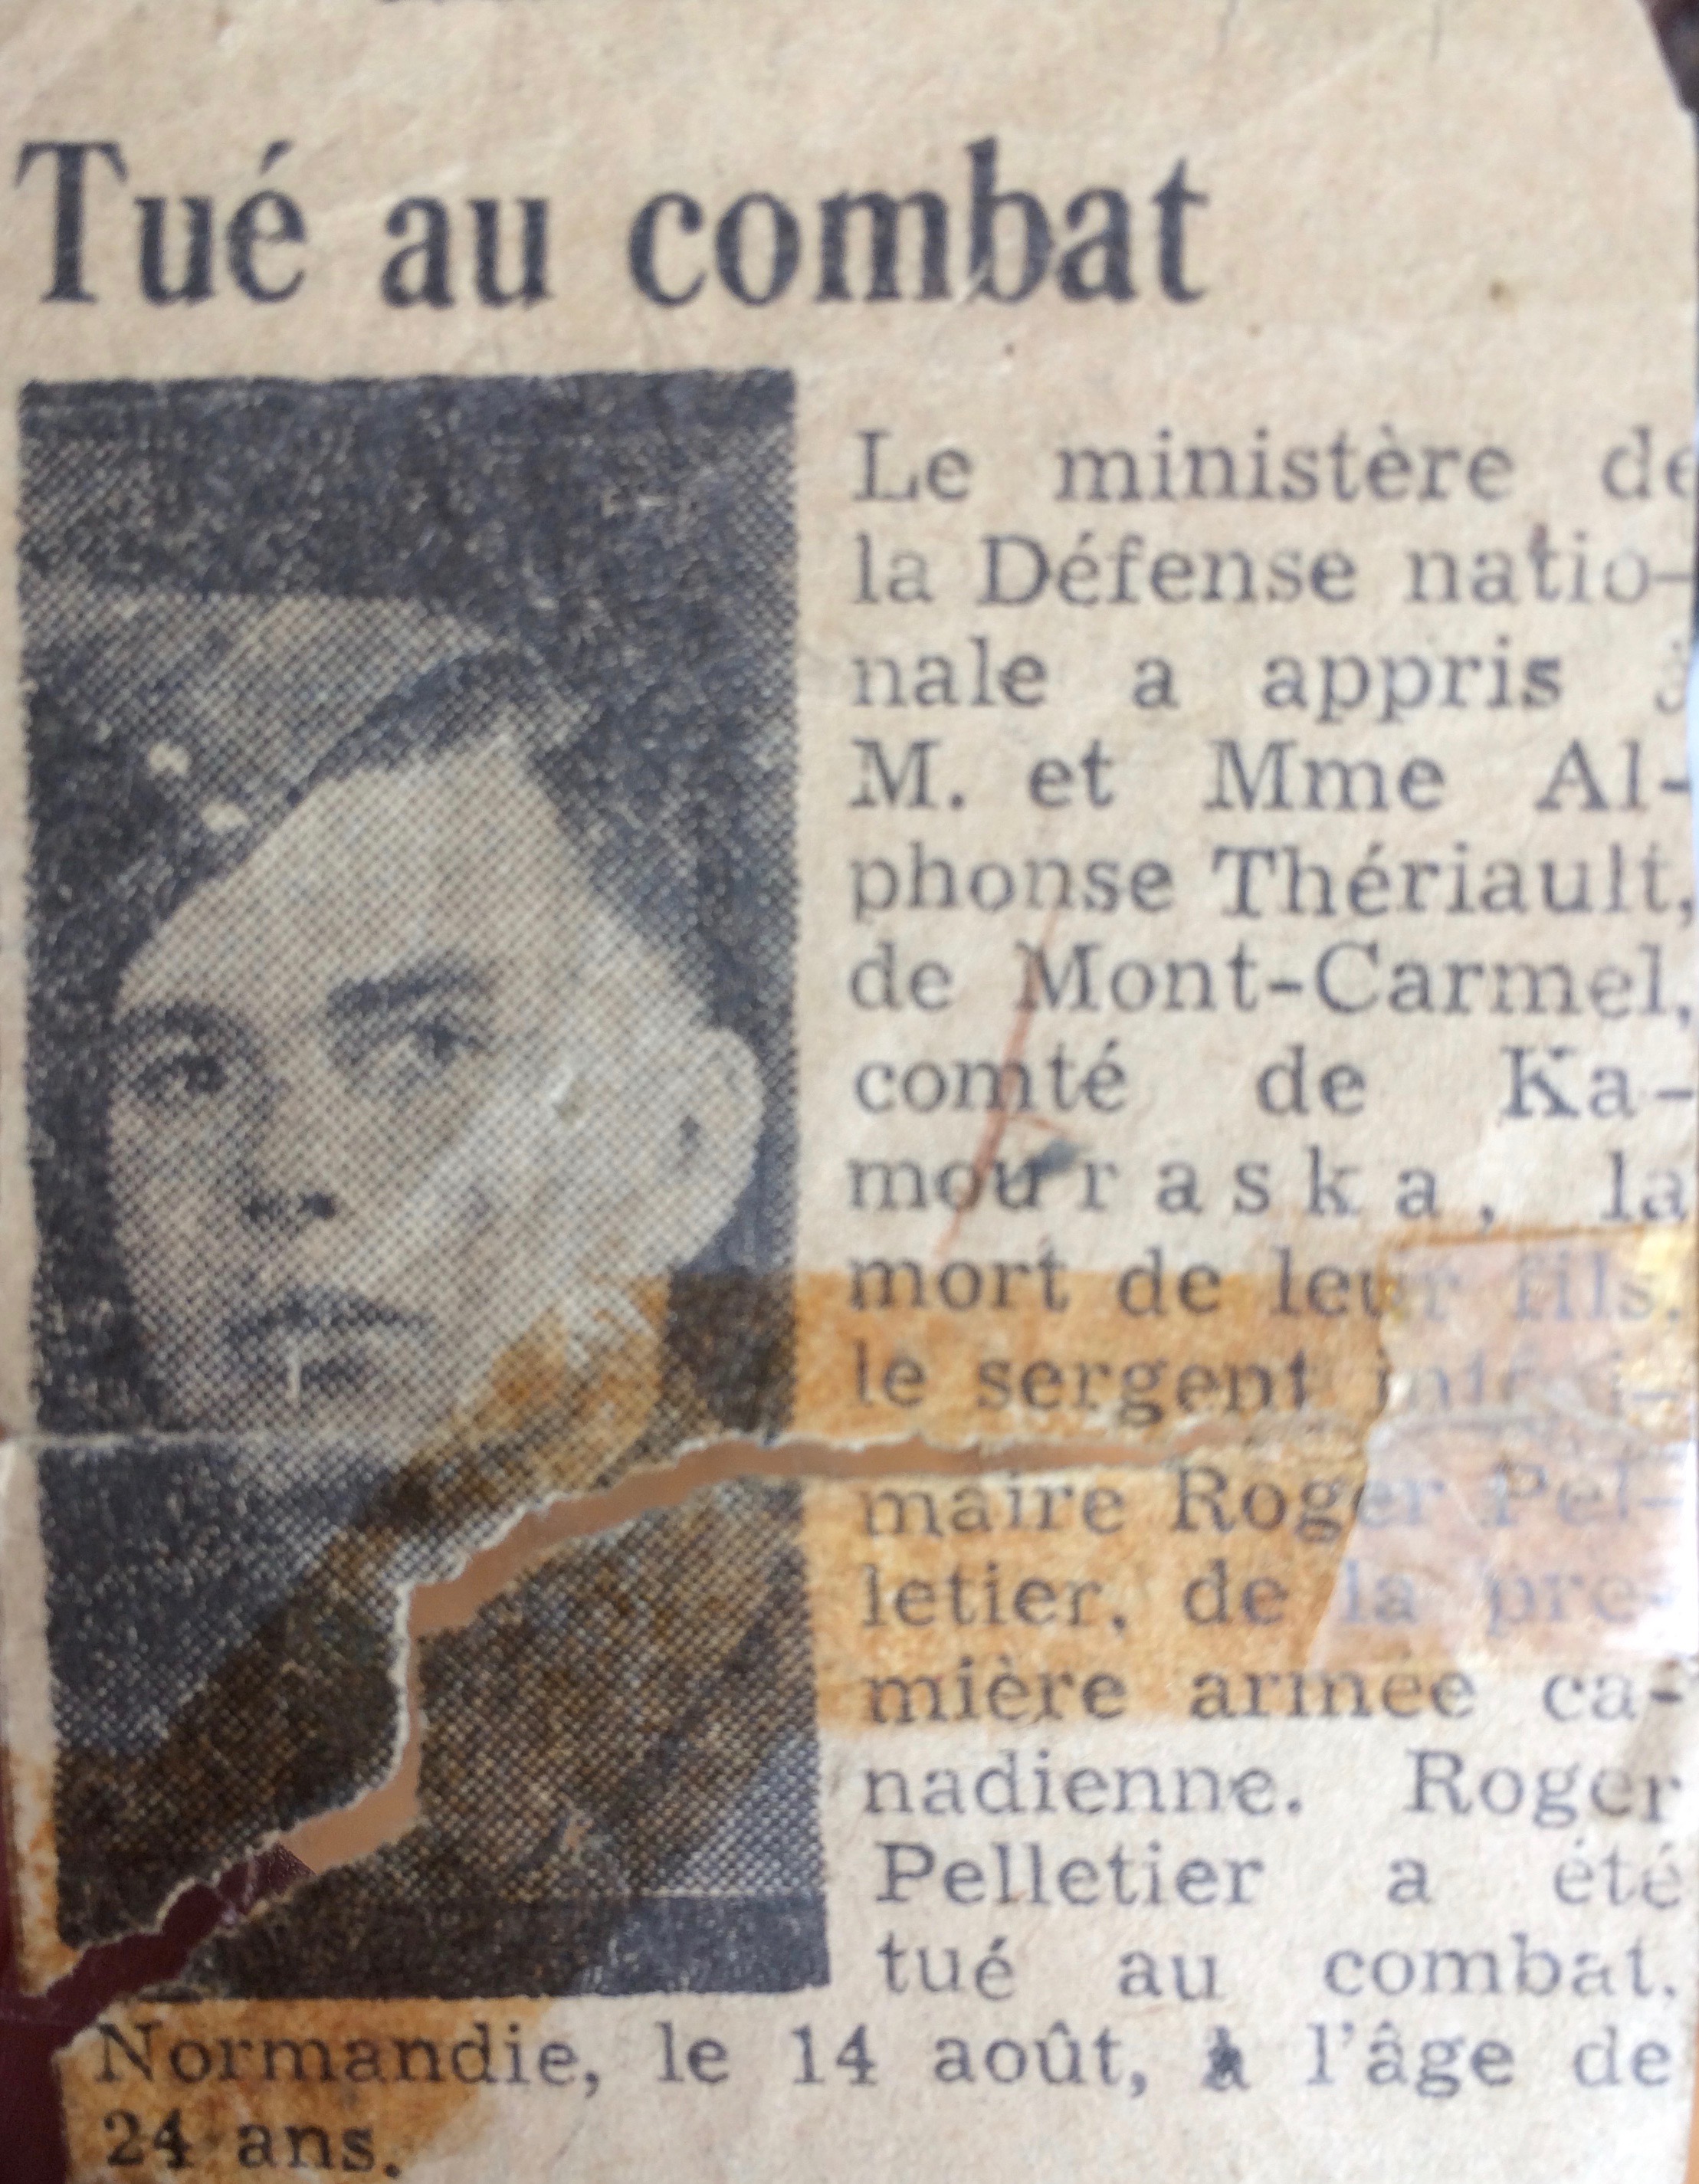 Tué au combat
Le ministère de
la Défense natio-
nale a appris à
M. et Mme Al-
phonse Thériault,
de Mont-Carmel,
comté de Ka-
mouraska, la
mort de leur fils,
le sergent
maire Roger Pel-
letier, de la pre-
mière armée ca-
nadienne. Roger
Pelletier a été
tué au combat.
Normandie, le 14 août, à l'âge de
24 ans.